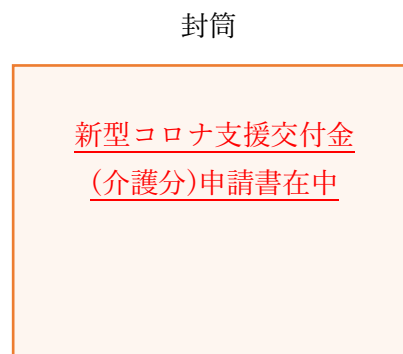 封筒
新型コロナ支援交付金
(介護分)申請書在中